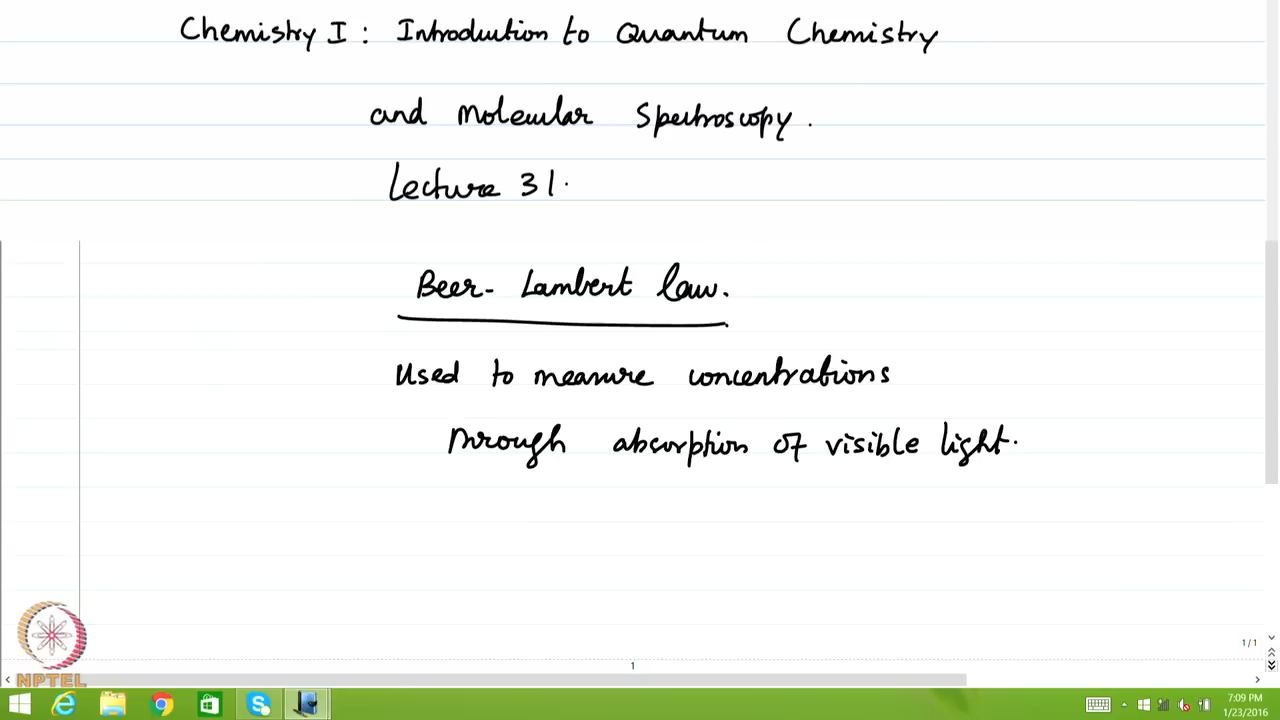 Chemistry I : Introduction to Quantum Chemistry
and Molecular Spectroscopy.
Lecture 31.
Beer-Lambert law.
Used to measure concentrations
Through absorption of visible light.
1/1
1
NPTEL
7:09 PM
1/23/2016